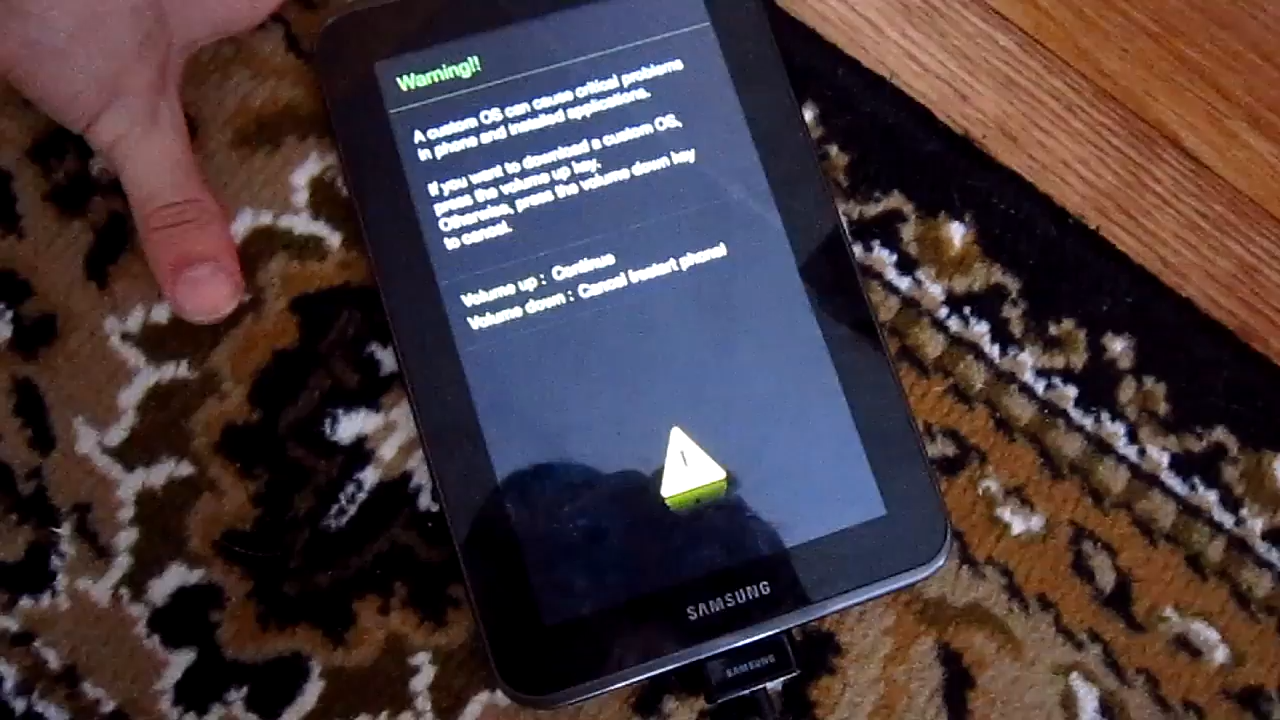 Warning!!
A custom OS can cause critical problems
in phone and installed applications.
If you want to download a custom OS,
press the volume up key.
Otherwise, press the volume down key
to cancel.
Volume up : Continue
Volume down : Cancel (restart phone)
SAMSUNG
SAMSUNG